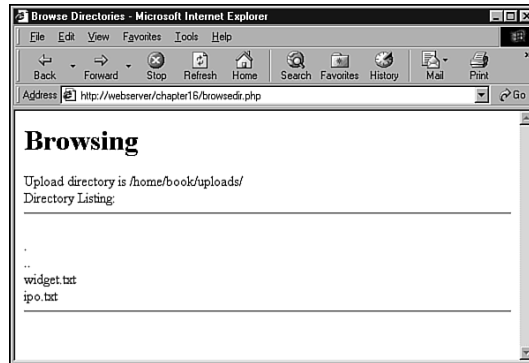 Browse Directories - Microsoft Internet Explorer
File Edit View Favorites Tools Help
Back Forward Stop Refresh Home Search Favorites History Mail Print
Address http://webserver/chapter16/browsedir.php Go
Browsing
Upload directory is /home/book/uploads/
Directory Listing:
.
..
widget.txt
ipo.txt